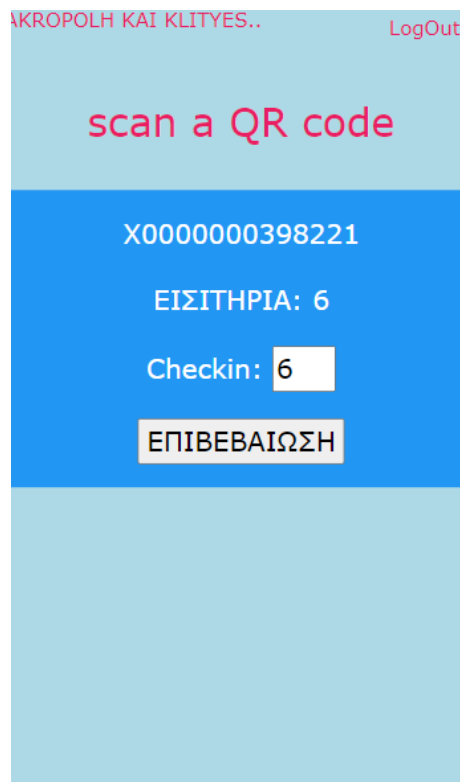 AKROPOLH KAI KLITYES..
LogOut
scan a QR code
X0000000398221
ΕΙΣΙΤΗΡΙΑ: 6
Checkin: 6
ΕΠΙΒΕΒΑΙΩΣΗ